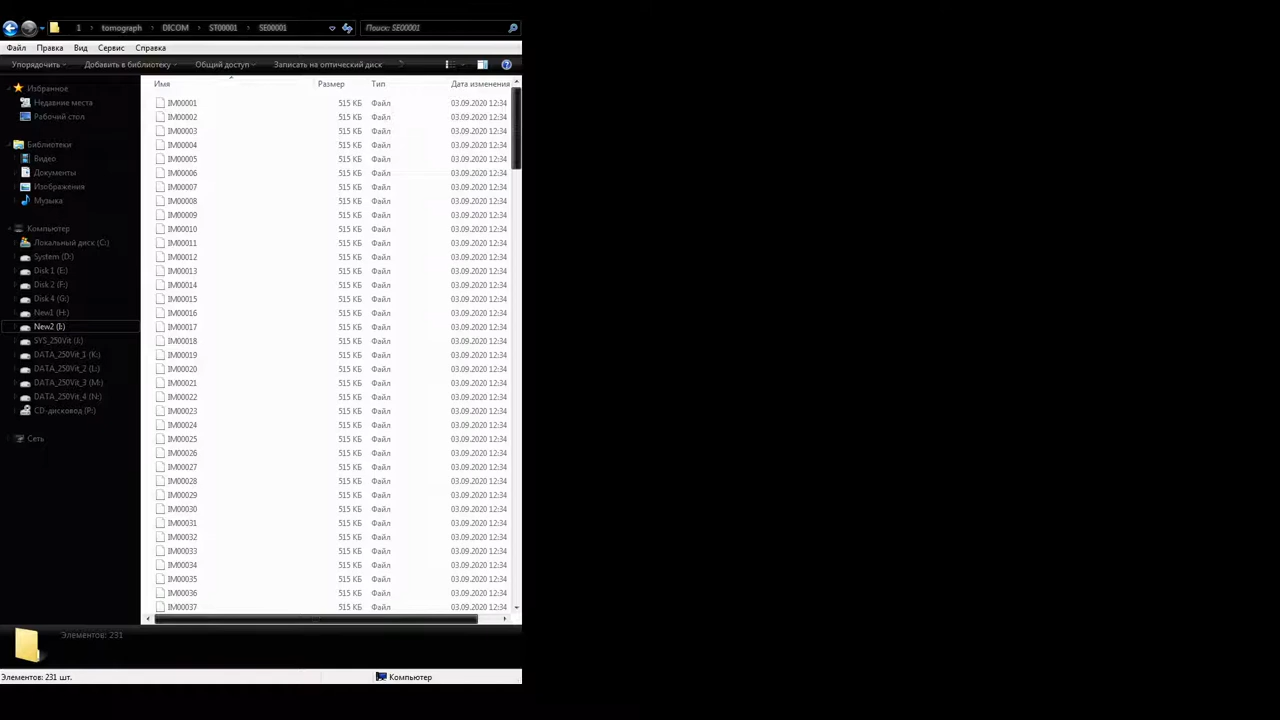 1 tomograph DICOM ST00001 SE00001 Поиск: SE00001
Файл Правка Вид Сервис Справка
Упорядочить Добавить в библиотеку Общий доступ Записать на оптический диск
Имя Размер Тип Дата изменения
Избранное
Недавние места
Рабочий стол
Библиотеки
Видео
Документы
Изображения
Музыка
Компьютер
Локальный диск (C:)
System (D:)
Disk 1 (E:)
Disk 2 (F:)
Disk 4 (G:)
New1 (H:)
New2 (I:)
SYS_250Vit (J:)
DATA_250Vit_1 (K:)
DATA_250Vit_2 (L:)
DATA_250Vit_3 (M:)
DATA_250Vit_4 (N:)
CD-дисковод (P:)
Сеть
IM00001 515 КБ Файл 03.09.2020 12:34
IM00002 515 КБ Файл 03.09.2020 12:34
IM00003 515 КБ Файл 03.09.2020 12:34
IM00004 515 КБ Файл 03.09.2020 12:34
IM00005 515 КБ Файл 03.09.2020 12:34
IM00006 515 КБ Файл 03.09.2020 12:34
IM00007 515 КБ Файл 03.09.2020 12:34
IM00008 515 КБ Файл 03.09.2020 12:34
IM00009 515 КБ Файл 03.09.2020 12:34
IM00010 515 КБ Файл 03.09.2020 12:34
IM00011 515 КБ Файл 03.09.2020 12:34
IM00012 515 КБ Файл 03.09.2020 12:34
IM00013 515 КБ Файл 03.09.2020 12:34
IM00014 515 КБ Файл 03.09.2020 12:34
IM00015 515 КБ Файл 03.09.2020 12:34
IM00016 515 КБ Файл 03.09.2020 12:34
IM00017 515 КБ Файл 03.09.2020 12:34
IM00018 515 КБ Файл 03.09.2020 12:34
IM00019 515 КБ Файл 03.09.2020 12:34
IM00020 515 КБ Файл 03.09.2020 12:34
IM00021 515 КБ Файл 03.09.2020 12:34
IM00022 515 КБ Файл 03.09.2020 12:34
IM00023 515 КБ Файл 03.09.2020 12:34
IM00024 515 КБ Файл 03.09.2020 12:34
IM00025 515 КБ Файл 03.09.2020 12:34
IM00026 515 КБ Файл 03.09.2020 12:34
IM00027 515 КБ Файл 03.09.2020 12:34
IM00028 515 КБ Файл 03.09.2020 12:34
IM00029 515 КБ Файл 03.09.2020 12:34
IM00030 515 КБ Файл 03.09.2020 12:34
IM00031 515 КБ Файл 03.09.2020 12:34
IM00032 515 КБ Файл 03.09.2020 12:34
IM00033 515 КБ Файл 03.09.2020 12:34
IM00034 515 КБ Файл 03.09.2020 12:34
IM00035 515 КБ Файл 03.09.2020 12:34
IM00036 515 КБ Файл 03.09.2020 12:34
IM00037 515 КБ Файл 03.09.2020 12:34
Элементов: 231
Элементов: 231 шт. Компьютер